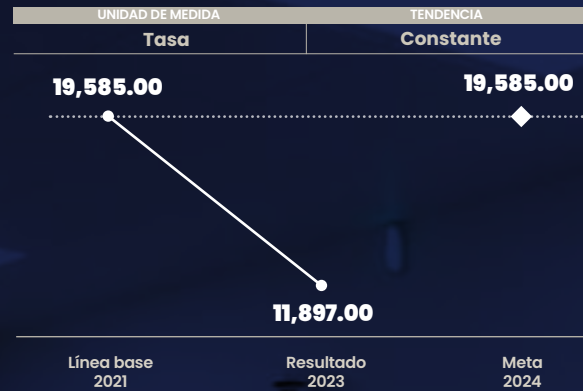 UNIDAD DE MEDIDA
TENDENCIA
Tasa
Constante
19,585.00
19,585.00
11,897.00
Línea base
2021
Resultado
2023
Meta
2024